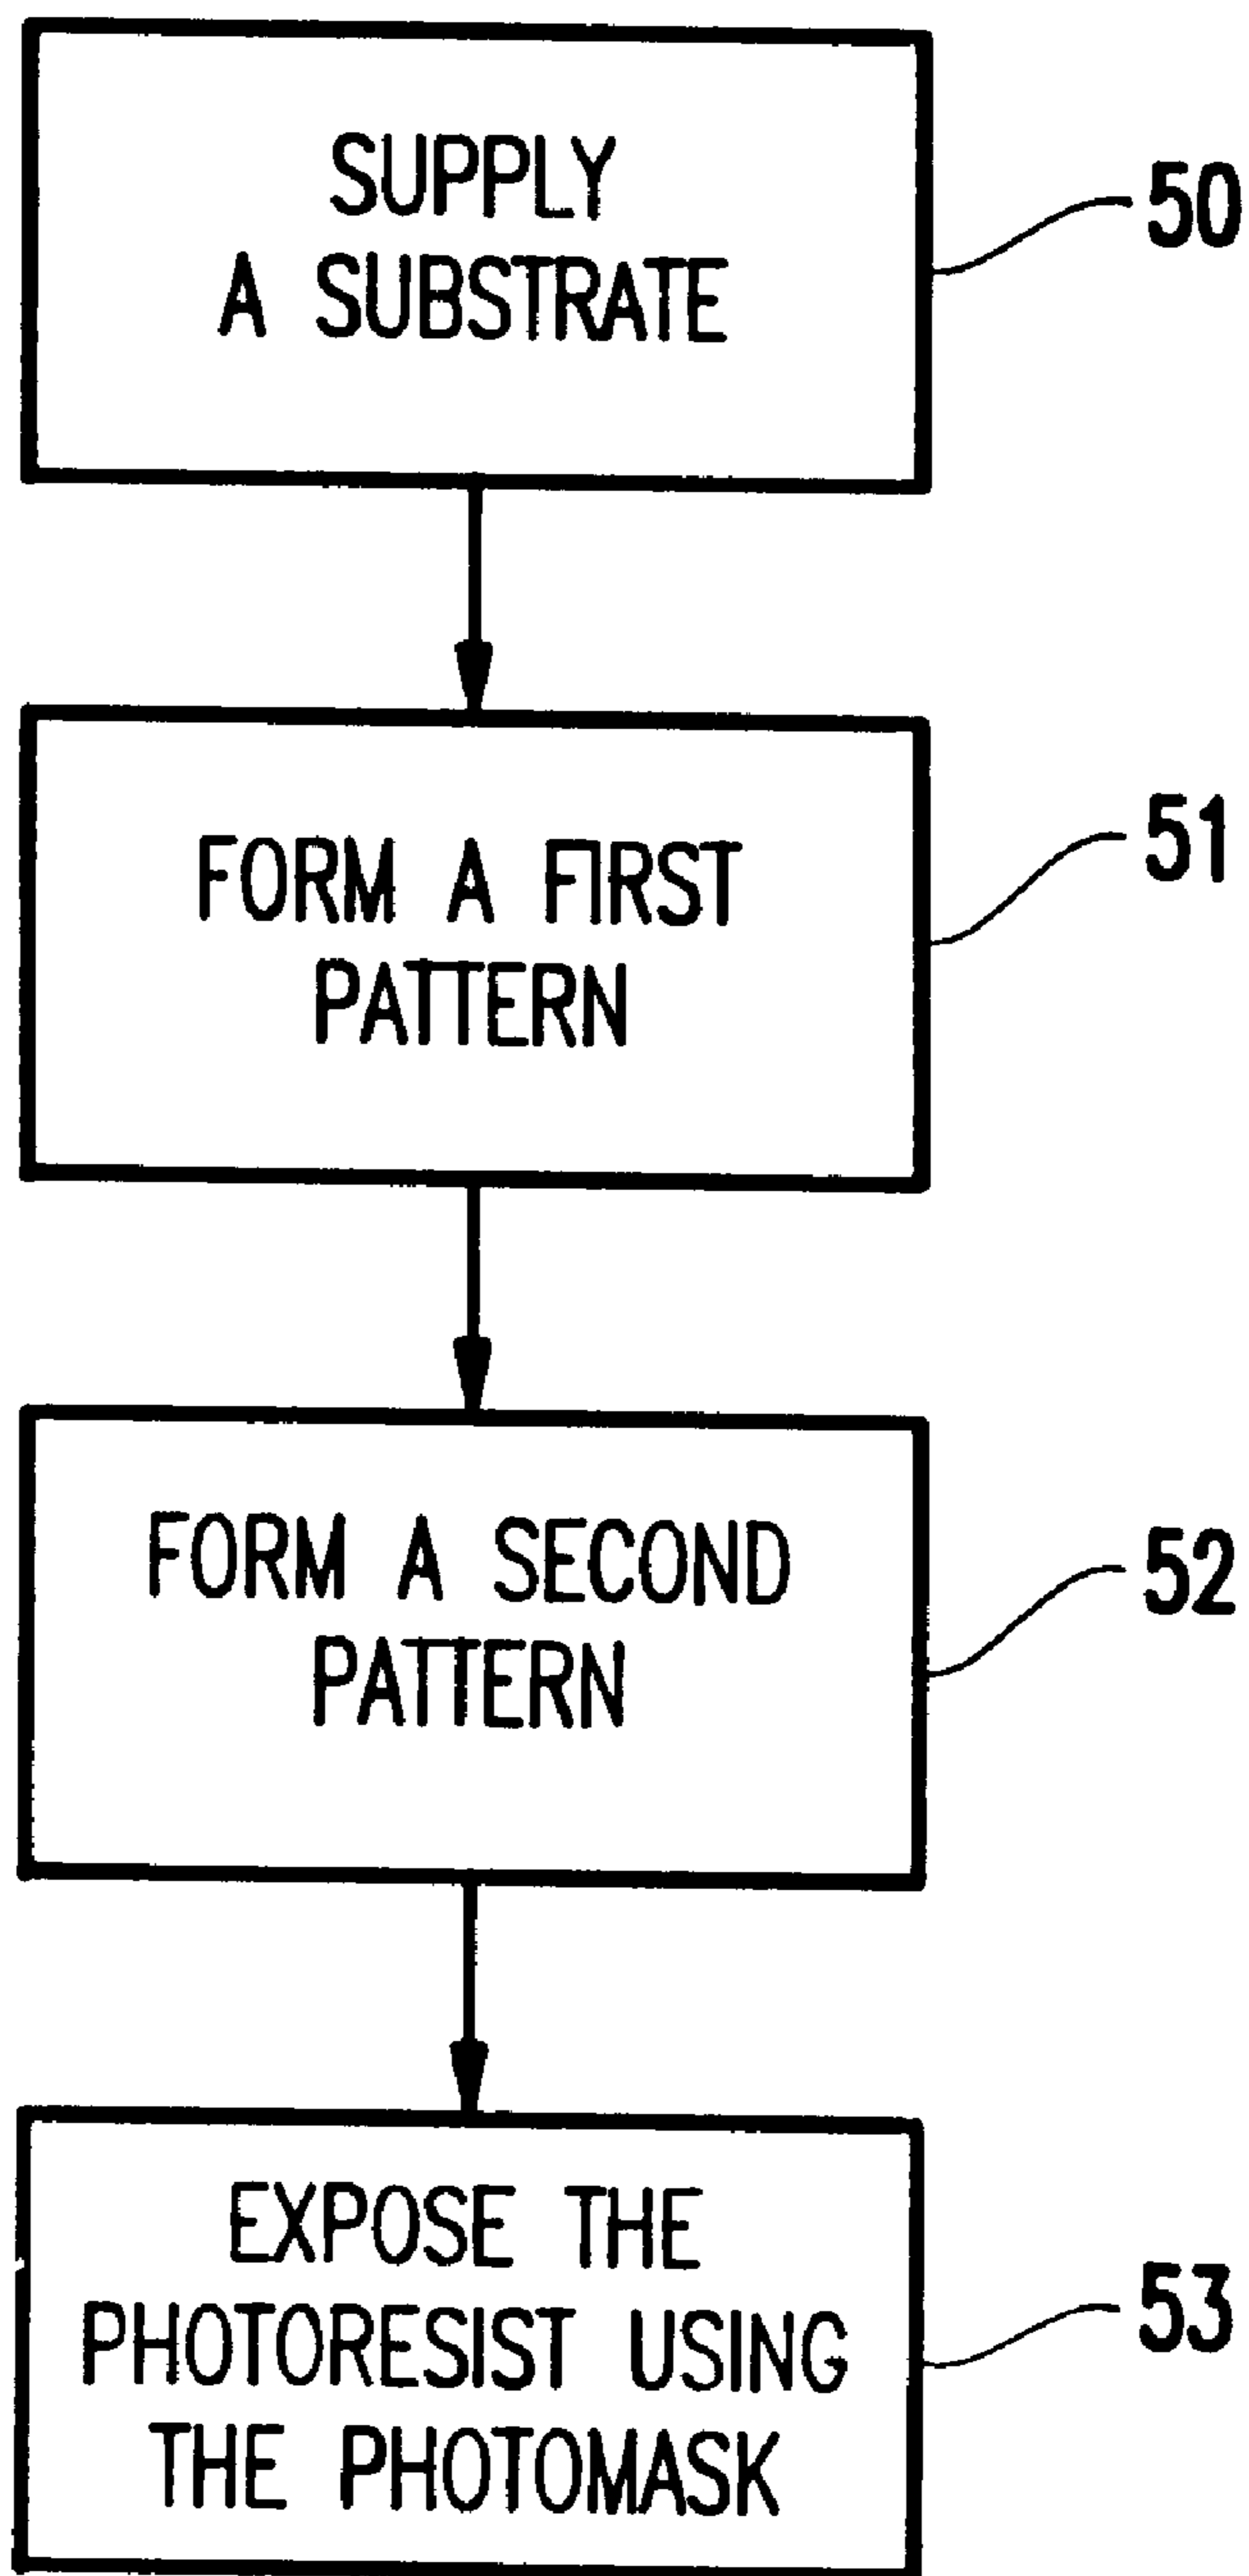 SUPPLY
A SUBSTRATE
50
FORM A FIRST
PATTERN
51
FORM A SECOND
PATTERN
52
EXPOSE THE
PHOTORESIST USING
THE PHOTOMASK
53